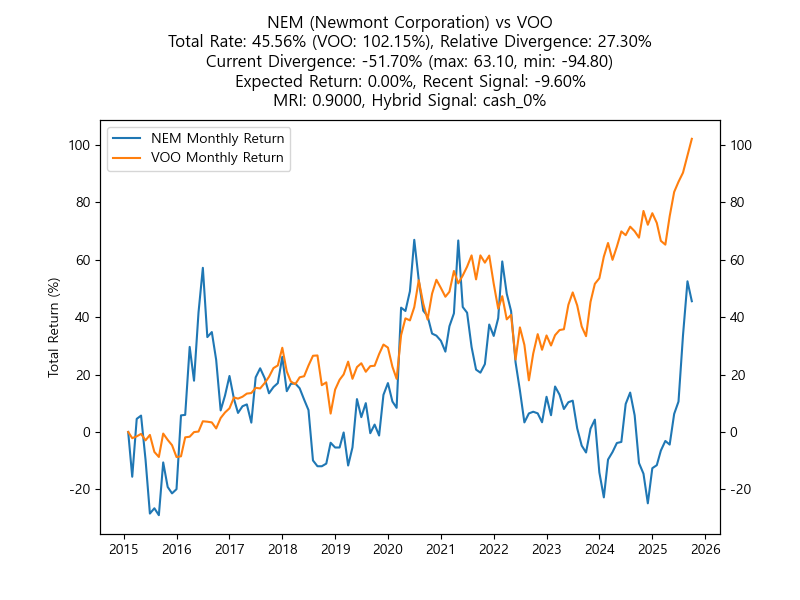 NEM (Newmont Corporation) vs VOO
Total Rate: 45.56% (VOO: 102.15%), Relative Divergence: 27.30%
Current Divergence: -51.70% (max: 63.10, min: -94.80)
Expected Return: 0.00%, Recent Signal: -9.60%
MRI: 0.9000, Hybrid Signal: cash_0%
NEM Monthly Return
VOO Monthly Return
Total Return (%)
100
80
60
40
20
0
-20
100
80
60
40
20
0
-20
2015 2016 2017 2018 2019 2020 2021 2022 2023 2024 2025 2026